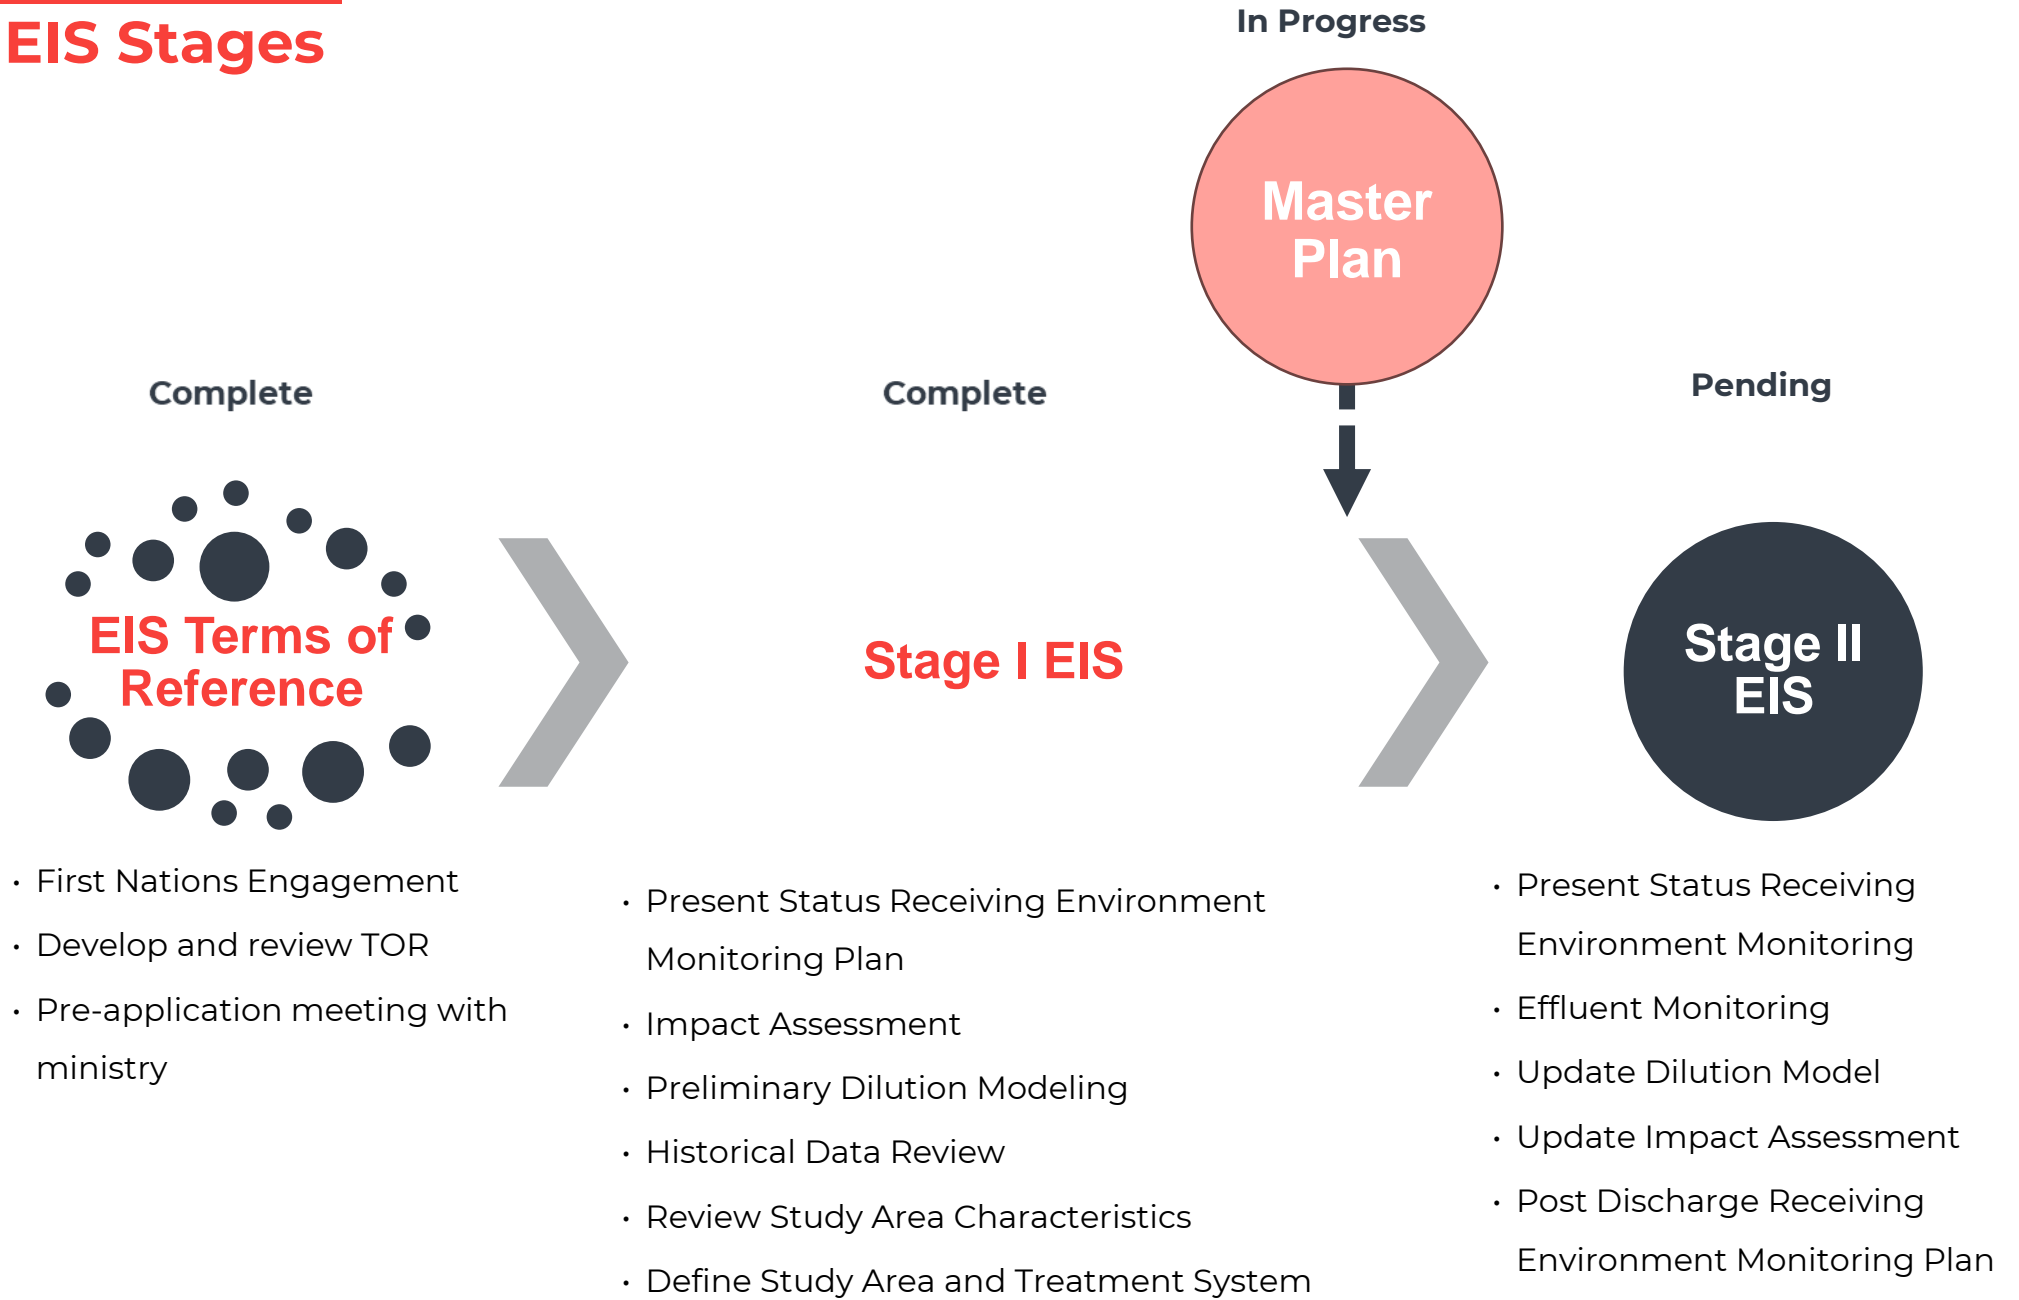 EIS Stages
In Progress
Master
Plan
Complete
Complete
Pending
EIS Terms of
Reference
Stage I EIS
Stage II
EIS
• First Nations Engagement
• Develop and review TOR
• Pre-application meeting with
ministry
• Present Status Receiving Environment
Monitoring Plan
• Impact Assessment
• Preliminary Dilution Modeling
• Historical Data Review
• Review Study Area Characteristics
• Define Study Area and Treatment System
• Present Status Receiving
Environment Monitoring
• Effluent Monitoring
• Update Dilution Model
• Update Impact Assessment
• Post Discharge Receiving
Environment Monitoring Plan